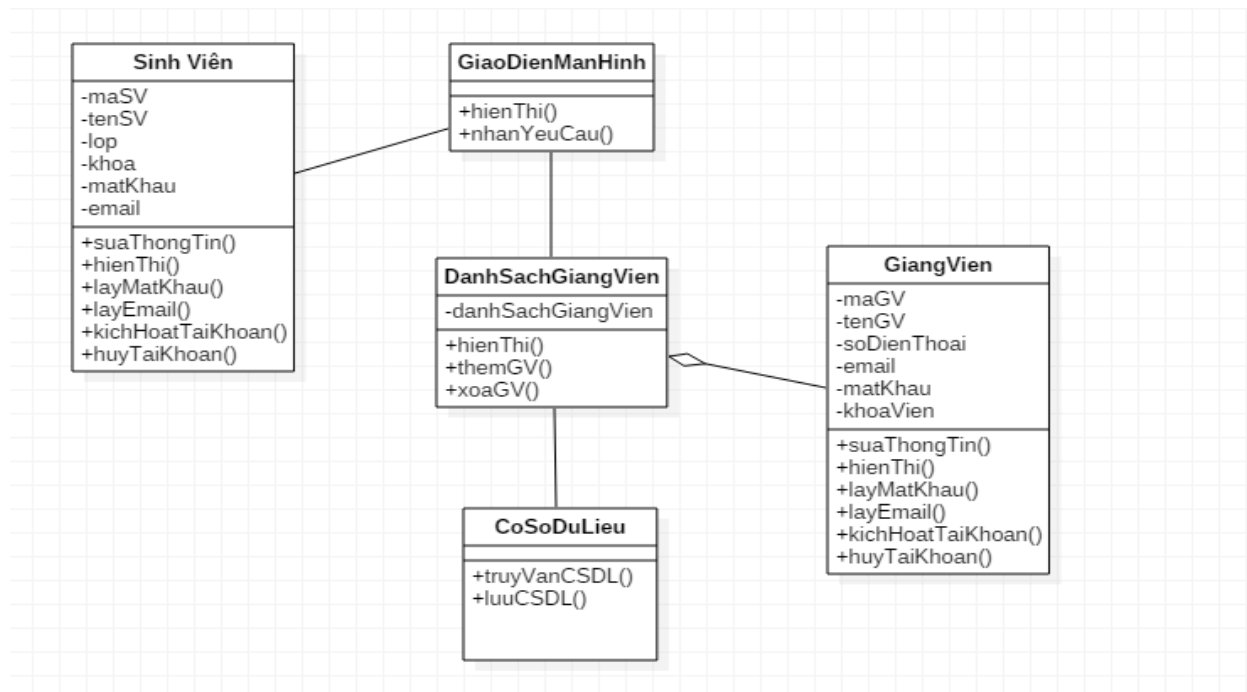 Sinh Viên
-maSV
-tenSV
-lop
-khoa
-matKhau
-email
+suaThongTin()
+hienThi()
+layMatKhau()
+layEmail()
+kichHoatTaiKhoan()
+huyTaiKhoan()
GiaoDienManHinh
+hienThi()
+nhanYeuCau()
DanhSachGiangVien
-danhSachGiangVien
+hienThi()
+themGV()
+xoaGV()
GiangVien
-maGV
-tenGV
-soDienThoai
-email
-matKhau
-khoaVien
+suaThongTin()
+hienThi()
+layMatKhau()
+layEmail()
+kichHoatTaiKhoan()
+huyTaiKhoan()
CoSoDuLieu
+truyVanCSDL()
+luuCSDL()